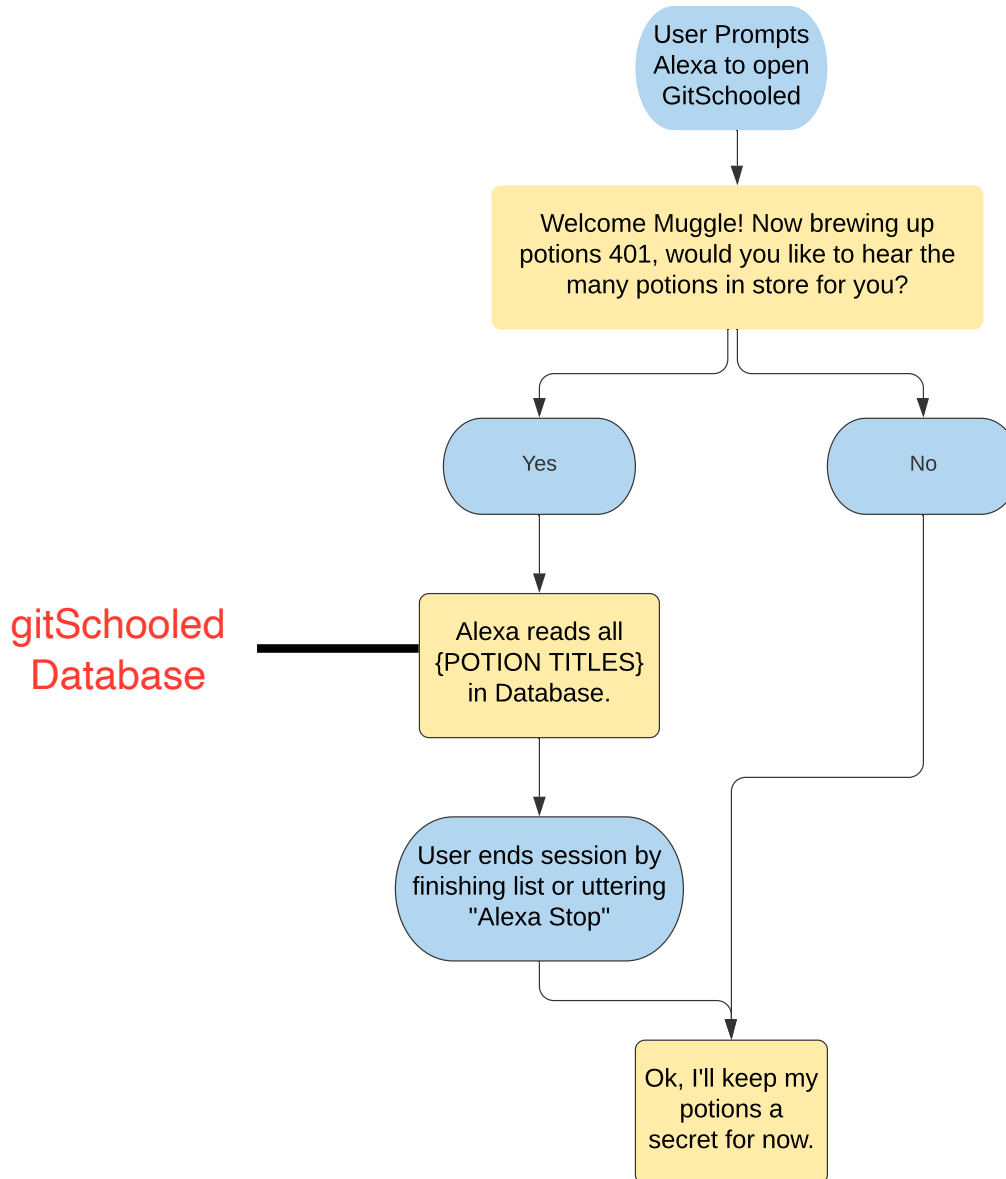 User Prompts
Alexa to open
GitSchooled
Welcome Muggle! Now brewing up
potions 401, would you like to hear the
many potions in store for you?
Yes
No
gitSchooled
Database
Alexa reads all
{POTION TITLES}
in Database.
User ends session by
finishing list or uttering
"Alexa Stop"
Ok, I'll keep my
potions a
secret for now.